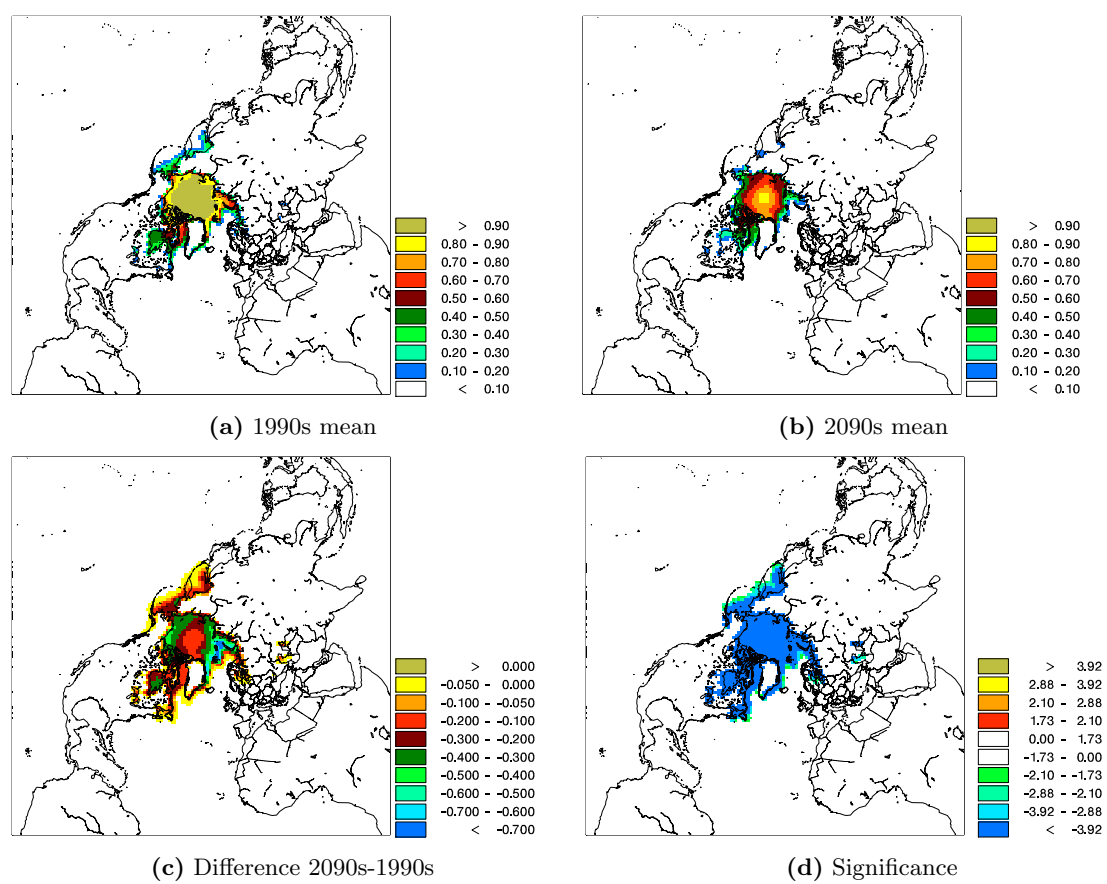 > 0.90
0.80 - 0.90
0.70 - 0.80
0.60 - 0.70
0.50 - 0.60
0.40 - 0.50
0.30 - 0.40
0.20 - 0.30
0.10 - 0.20
< 0.10
(a) 1990s mean
> 0.90
0.80 - 0.90
0.70 - 0.80
0.60 - 0.70
0.50 - 0.60
0.40 - 0.50
0.30 - 0.40
0.20 - 0.30
0.10 - 0.20
< 0.10
(b) 2090s mean
> 0.000
-0.050 - 0.000
-0.100 - -0.050
-0.200 - -0.100
-0.300 - -0.200
-0.400 - -0.300
-0.500 - -0.400
-0.600 - -0.500
-0.700 - -0.600
< -0.700
(c) Difference 2090s-1990s
> 3.92
2.88 - 3.92
2.10 - 2.88
1.73 - 2.10
0.00 - 1.73
-1.73 - 0.00
-2.10 - -1.73
-2.88 - -2.10
-3.92 - -2.88
< -3.92
(d) Significance